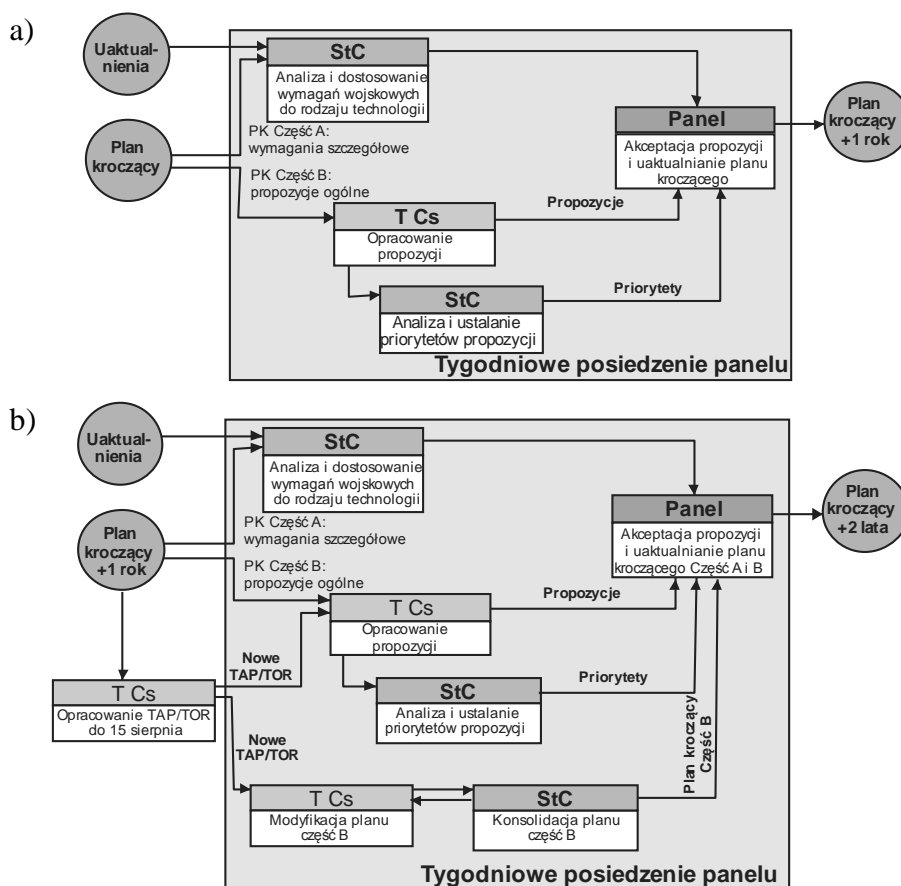 a)
Uaktual-
nienia
StC
Analiza i dostosowanie
wymagań wojskowych
do rodzaju technologii
Plan
kroczący
PK Część A:
wymagania szczegółowe
PK Część B:
propozycje ogólne
Panel
Akceptacja propozycji
i uaktualnianie planu
kroczącego
Plan
kroczący
+1 rok
T Cs
Opracowanie
propozycji
Propozycje
StC
Analiza i ustalanie
priorytetów propozycji
Priorytety
Tygodniowe posiedzenie panelu
b)
Uaktual-
nienia
StC
Analiza i dostosowanie
wymagań wojskowych
do rodzaju technologii
Plan
kroczący
+1 rok
PK Część A:
wymagania szczegółowe
PK Część B:
propozycje ogólne
Panel
Akceptacja propozycji
i uaktualnianie planu
kroczącego Część A i B
Plan
kroczący
+2 lata
T Cs
Opracowanie
propozycji
Propozycje
Nowe
TAP/TOR
T Cs
Opracowanie TAP/TOR
do 15 sierpnia
StC
Analiza i ustalanie
priorytetów propozycji
Priorytety
Nowe
TAP/TOR
Plan kroczący
Część B
T Cs
Modyfikacja planu
część B
StC
Konsolidacja planu
część B
Tygodniowe posiedzenie panelu